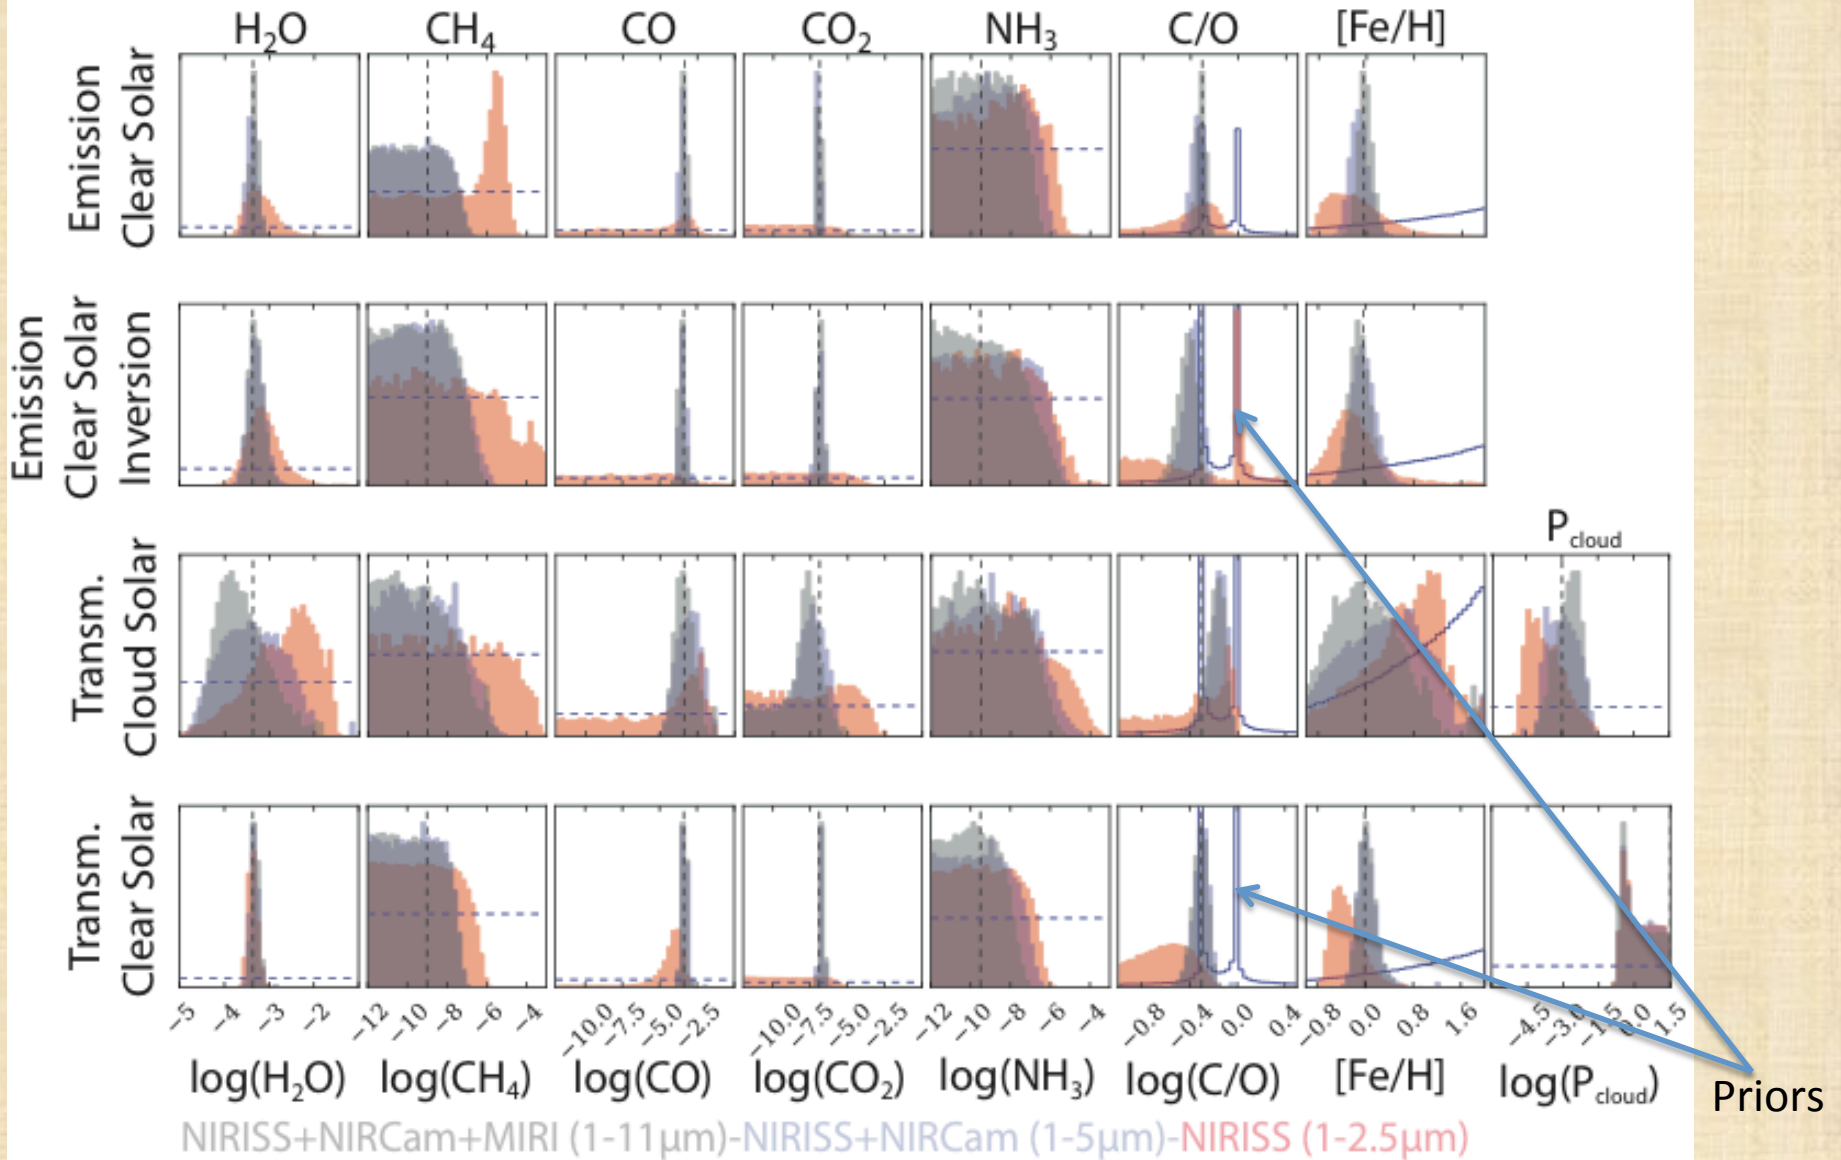 H₂O CH₄ CO CO₂ NH₃ C/O [Fe/H]
Emission
Clear Solar
Emission
Clear Solar
Inversion
P_cloud
Transm.
Cloud Solar
Transm.
Clear Solar
−5 −4 −3 −2 −12 −10 −8 −6 −4 −10.0 −7.5 −5.0 −2.5 −10.0 −7.5 −5.0 −2.5 −12 −10 −8 −6 −4 −0.8 −0.4 0.0 0.4 −0.8 0.0 0.8 1.6 −4.5 −3.0 −1.5 0.0 1.5
log(H₂O) log(CH₄) log(CO) log(CO₂) log(NH₃) log(C/O) [Fe/H] log(P_cloud)
Priors
NIRISS+NIRCam+MIRI (1-11μm)-NIRISS+NIRCam (1-5μm)-NIRISS (1-2.5μm)